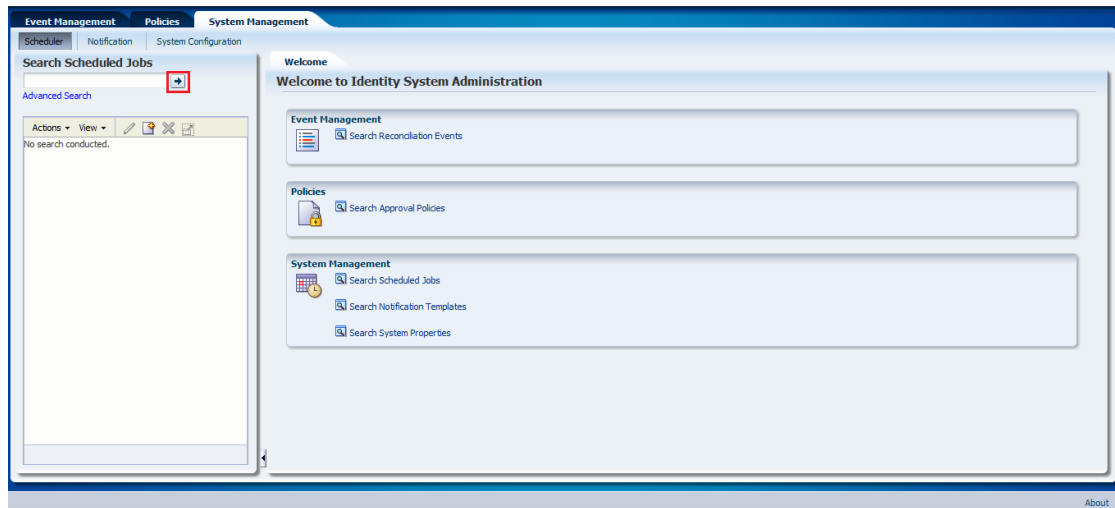 Event Management Policies System Management
Scheduler Notification System Configuration
Search Scheduled Jobs
Advanced Search
Actions View
No search conducted.
Welcome
Welcome to Identity System Administration
Event Management
Search Reconciliation Events
Policies
Search Approval Policies
System Management
Search Scheduled Jobs
Search Notification Templates
Search System Properties
About